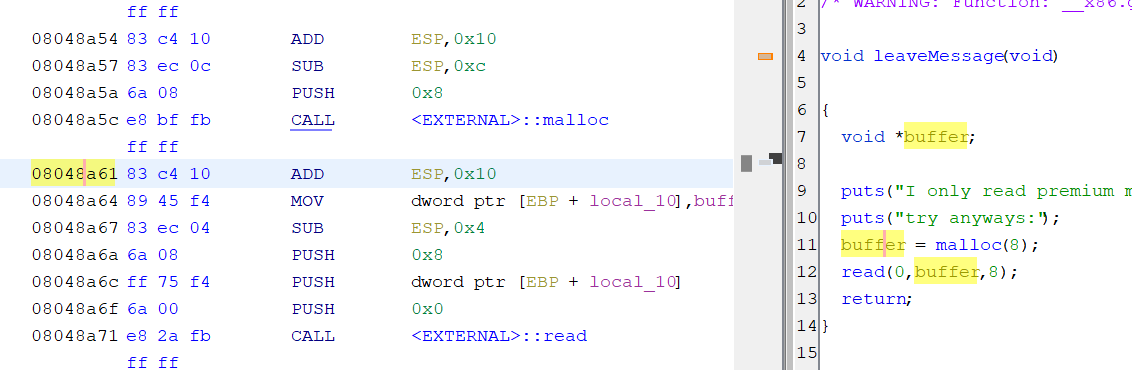 ff ff
08048a54 83 c4 10 ADD ESP,0x10
08048a57 83 ec 0c SUB ESP,0xc
08048a5a 6a 08 PUSH 0x8
08048a5c e8 bf fb CALL <EXTERNAL>::malloc
ff ff
08048a61 83 c4 10 ADD ESP,0x10
08048a64 89 45 f4 MOV dword ptr [EBP + local_10],buff
08048a67 83 ec 04 SUB ESP,0x4
08048a6a 6a 08 PUSH 0x8
08048a6c ff 75 f4 PUSH dword ptr [EBP + local_10]
08048a6f 6a 00 PUSH 0x0
08048a71 e8 2a fb CALL <EXTERNAL>::read
ff ff
2 /* WARNING: Function: __x86.g
3
4 void leaveMessage(void)
5
6 {
7 void *buffer;
8
9 puts("I only read premium m
10 puts("try anyways:");
11 buffer = malloc(8);
12 read(0,buffer,8);
13 return;
14 }
15